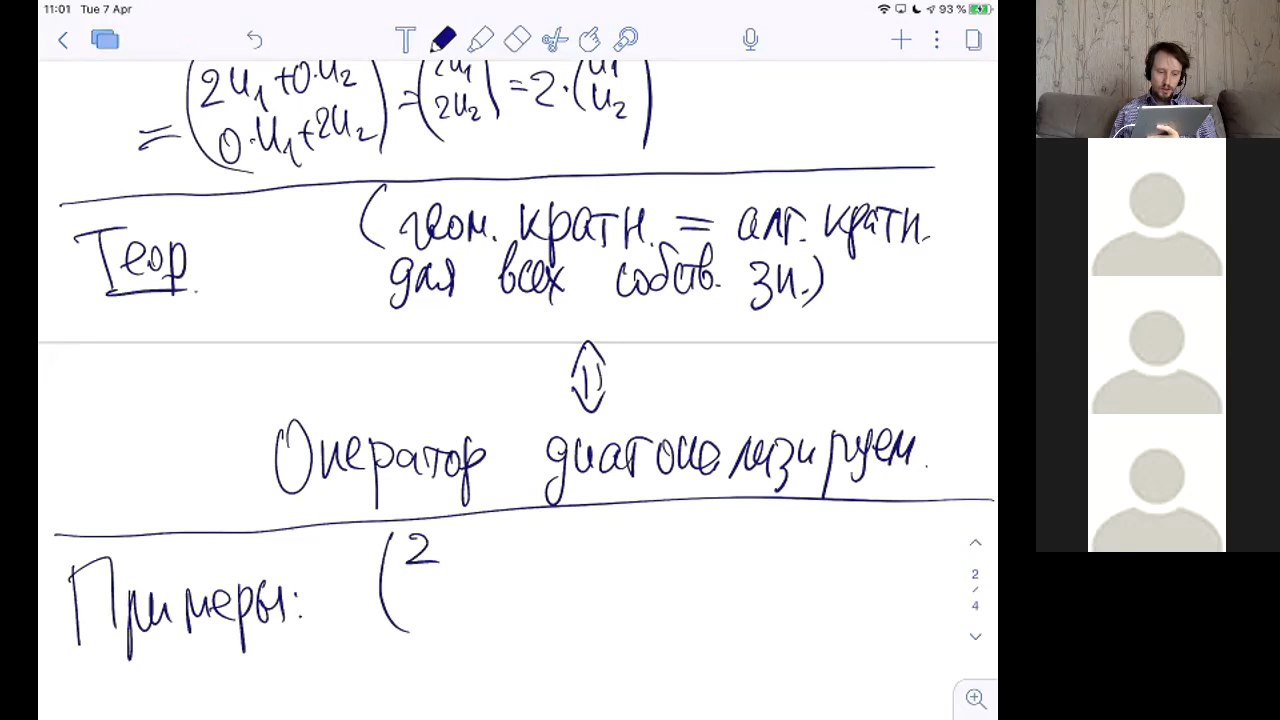 11:01 Tue 7 Apr
93 %
= (2u₁+0·u₂ = (2u₁ = 2·(u₁
0·u₁+2u₂) 2u₂) u₂)
Теор. (геом. кратн. = алг. кратн.
для всех собств. зн.)
⇕
Оператор диагонализируем.
Примеры: (2
2
/
4